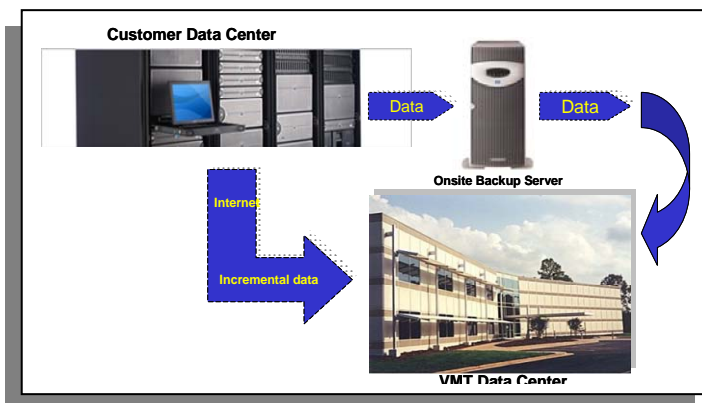 Customer Data Center
Data
Data
Onsite Backup Server
Internet
Incremental data
VMT Data Center